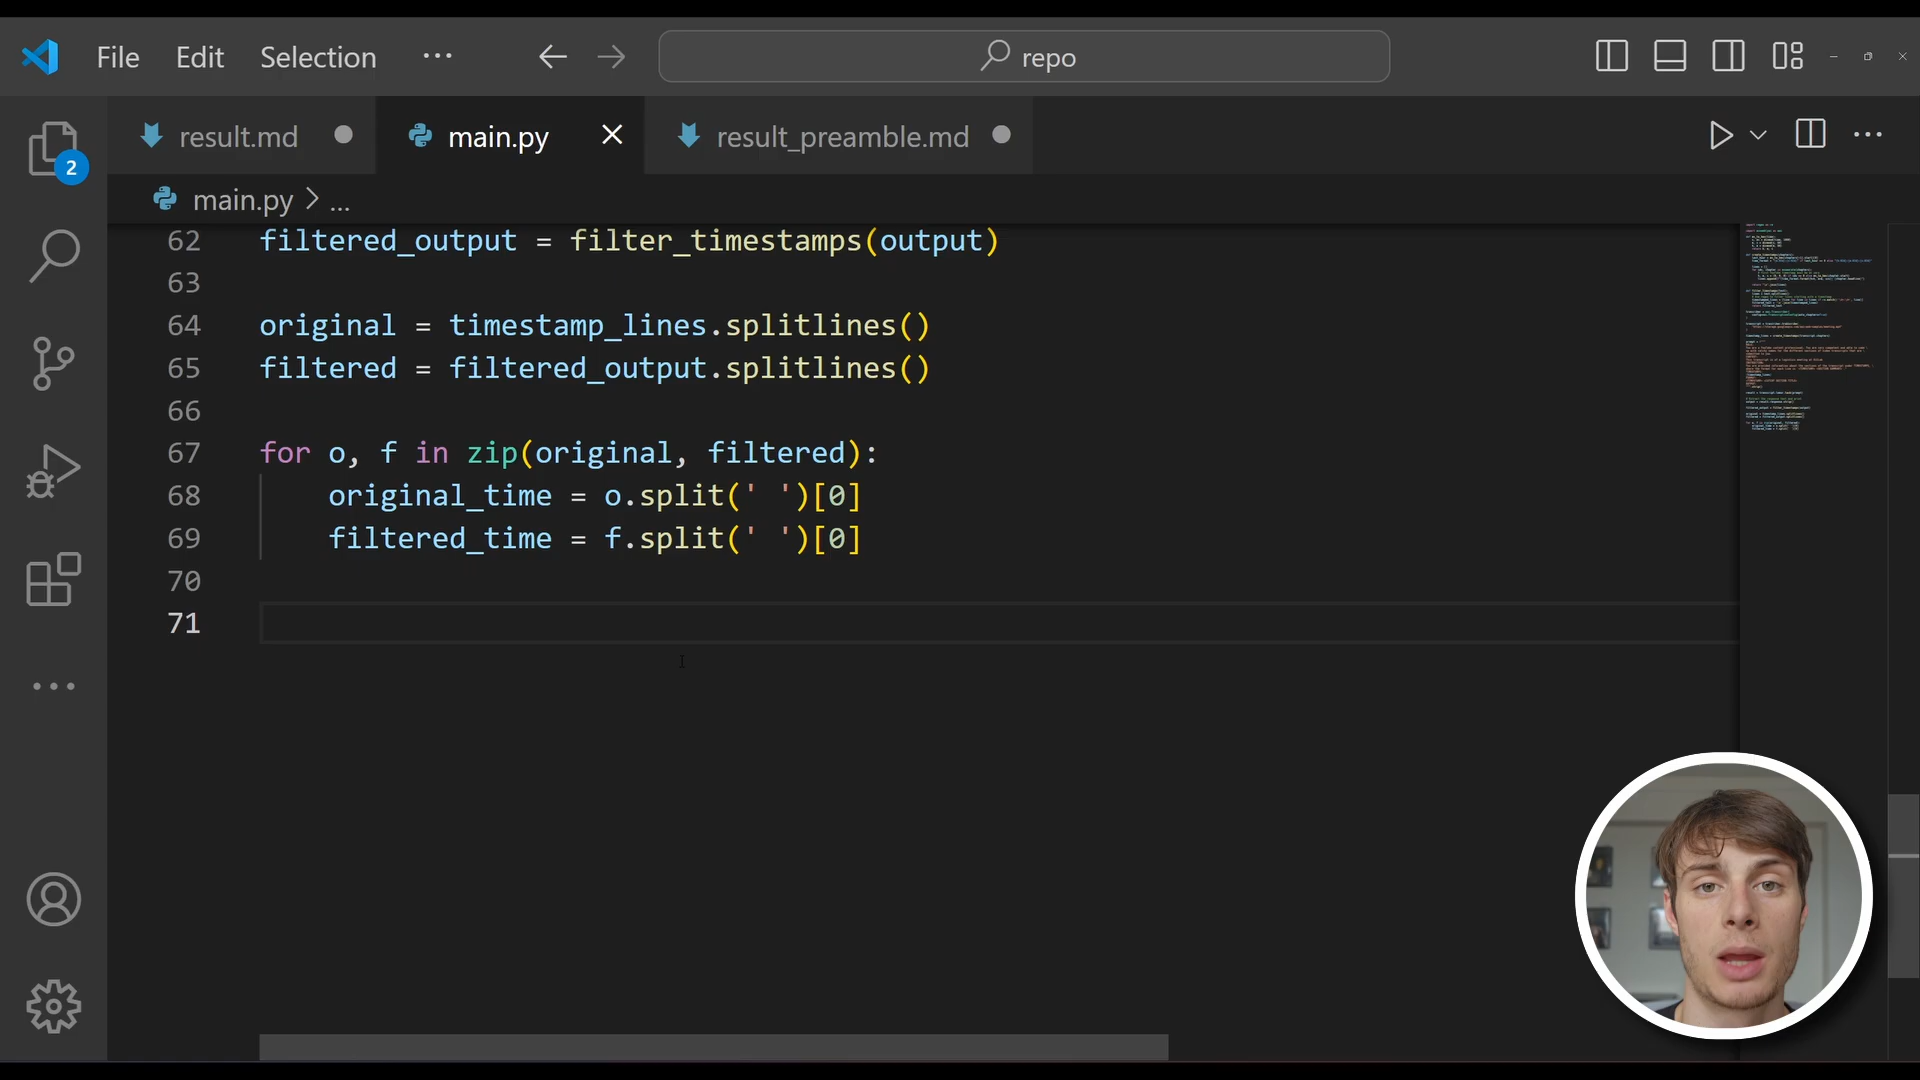 File Edit Selection ··· repo
result.md main.py result_preamble.md
main.py > ...
62 filtered_output = filter_timestamps(output)
63
64 original = timestamp_lines.splitlines()
65 filtered = filtered_output.splitlines()
66
67 for o, f in zip(original, filtered):
68 original_time = o.split(' ')[0]
69 filtered_time = f.split(' ')[0]
70
71
2